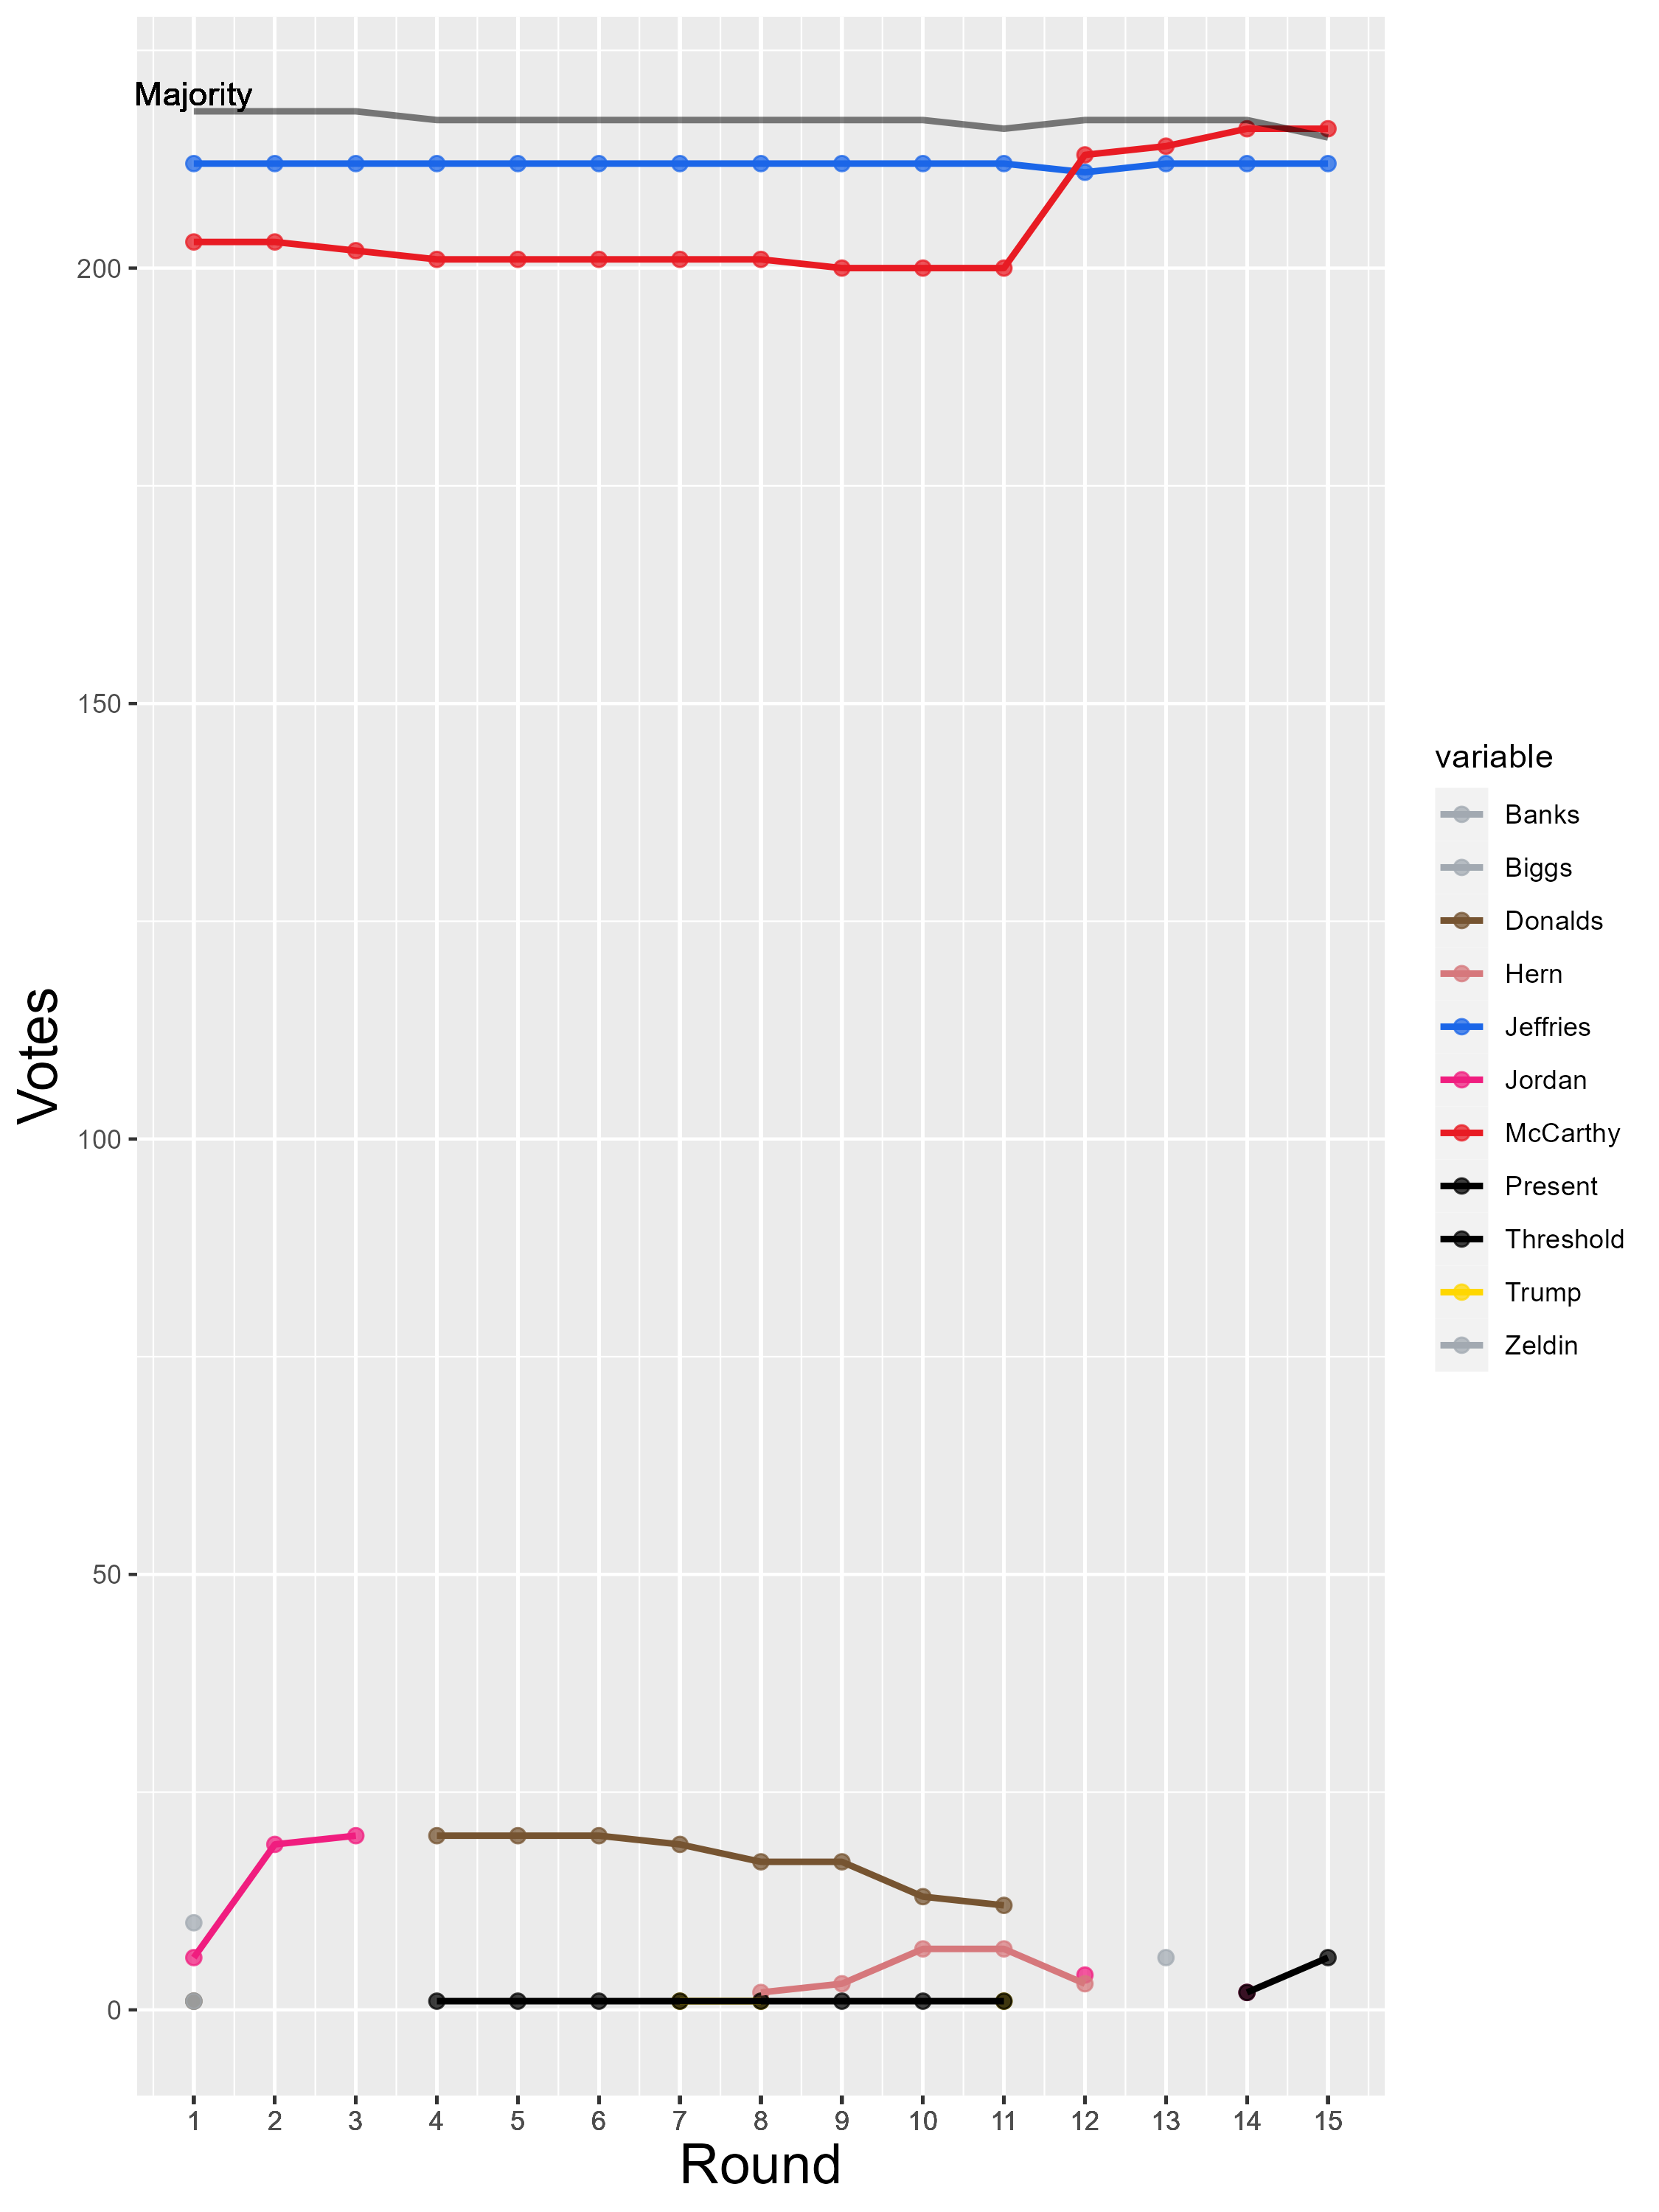 Majority
200
150
100
50
0
Votes
1 2 3 4 5 6 7 8 9 10 11 12 13 14 15
Round
variable
Banks
Biggs
Donalds
Hern
Jeffries
Jordan
McCarthy
Present
Threshold
Trump
Zeldin